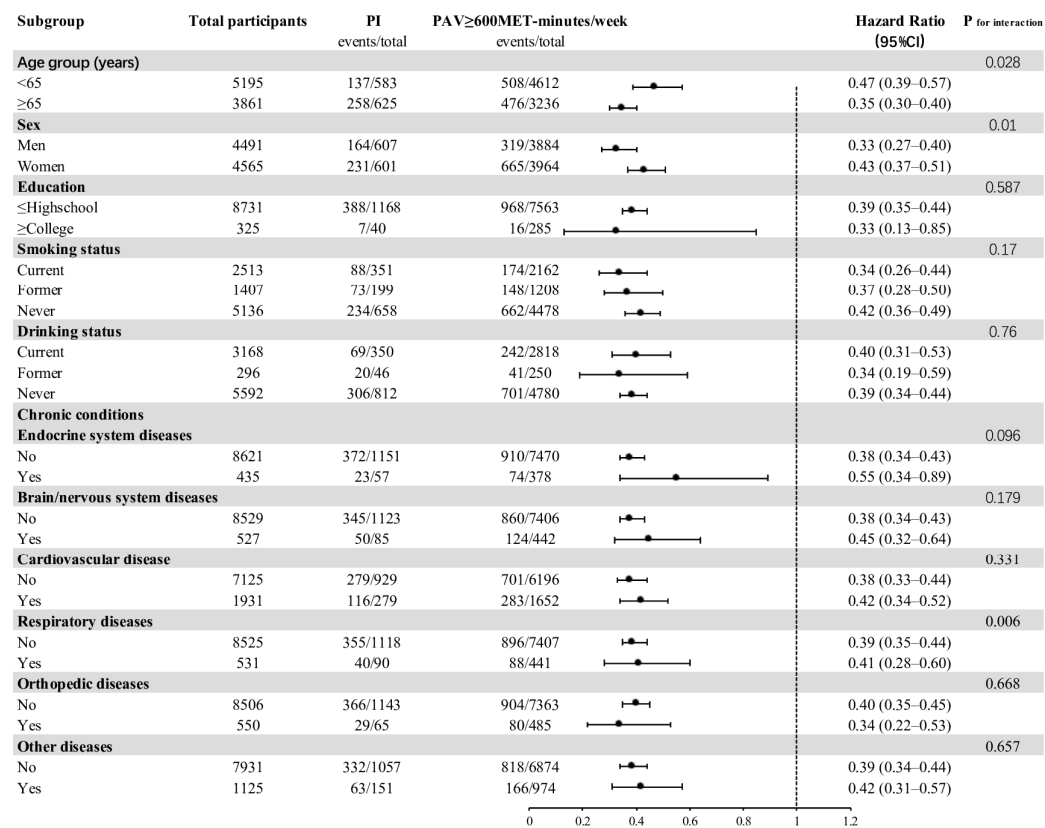 Subgroup Total participants PI PAV≥600MET-minutes/week Hazard Ratio P for interaction
events/total events/total (95%CI)
Age group (years) 0.028
<65 5195 137/583 508/4612 0.47 (0.39–0.57)
≥65 3861 258/625 476/3236 0.35 (0.30–0.40)
Sex 0.01
Men 4491 164/607 319/3884 0.33 (0.27–0.40)
Women 4565 231/601 665/3964 0.43 (0.37–0.51)
Education 0.587
≤Highschool 8731 388/1168 968/7563 0.39 (0.35–0.44)
≥College 325 7/40 16/285 0.33 (0.13–0.85)
Smoking status 0.17
Current 2513 88/351 174/2162 0.34 (0.26–0.44)
Former 1407 73/199 148/1208 0.37 (0.28–0.50)
Never 5136 234/658 662/4478 0.42 (0.36–0.49)
Drinking status 0.76
Current 3168 69/350 242/2818 0.40 (0.31–0.53)
Former 296 20/46 41/250 0.34 (0.19–0.59)
Never 5592 306/812 701/4780 0.39 (0.34–0.44)
Chronic conditions
Endocrine system diseases 0.096
No 8621 372/1151 910/7470 0.38 (0.34–0.43)
Yes 435 23/57 74/378 0.55 (0.34–0.89)
Brain/nervous system diseases 0.179
No 8529 345/1123 860/7406 0.38 (0.34–0.43)
Yes 527 50/85 124/442 0.45 (0.32–0.64)
Cardiovascular disease 0.331
No 7125 279/929 701/6196 0.38 (0.33–0.44)
Yes 1931 116/279 283/1652 0.42 (0.34–0.52)
Respiratory diseases 0.006
No 8525 355/1118 896/7407 0.39 (0.35–0.44)
Yes 531 40/90 88/441 0.41 (0.28–0.60)
Orthopedic diseases 0.668
No 8506 366/1143 904/7363 0.40 (0.35–0.45)
Yes 550 29/65 80/485 0.34 (0.22–0.53)
Other diseases 0.657
No 7931 332/1057 818/6874 0.39 (0.34–0.44)
Yes 1125 63/151 166/974 0.42 (0.31–0.57)
0 0.2 0.4 0.6 0.8 1 1.2